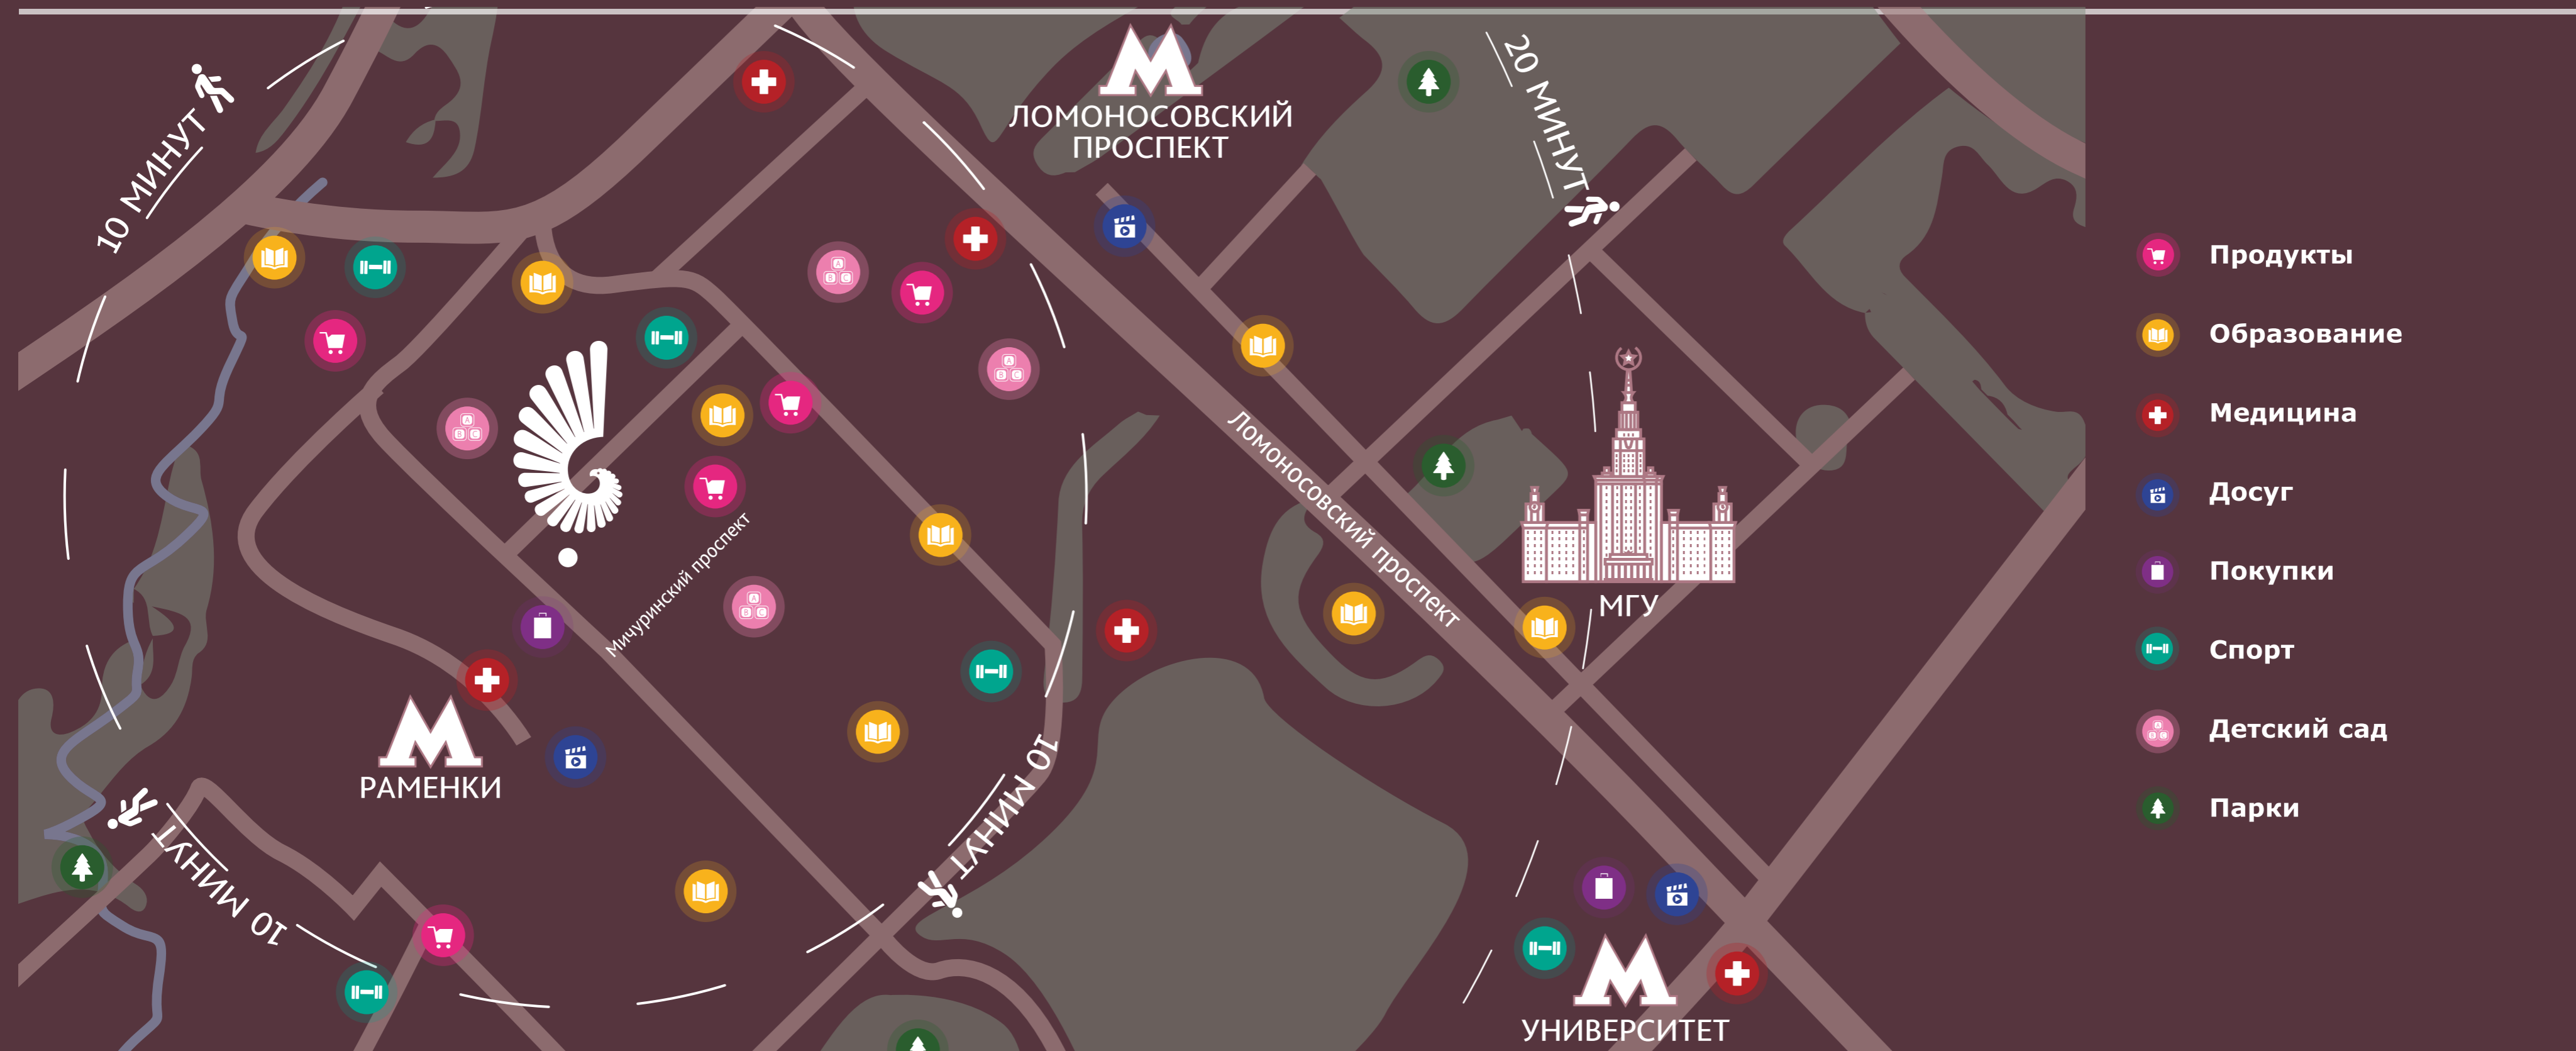 10 МИНУТ
ЛОМОНОСОВСКИЙ
ПРОСПЕКТ
20 МИНУТ
Ломоносовский проспект
Мичуринский проспект
МГУ
РАМЕНКИ
10 МИНУТ
10 МИНУТ
УНИВЕРСИТЕТ
Продукты
Образование
Медицина
Досуг
Покупки
Спорт
Детский сад
Парки